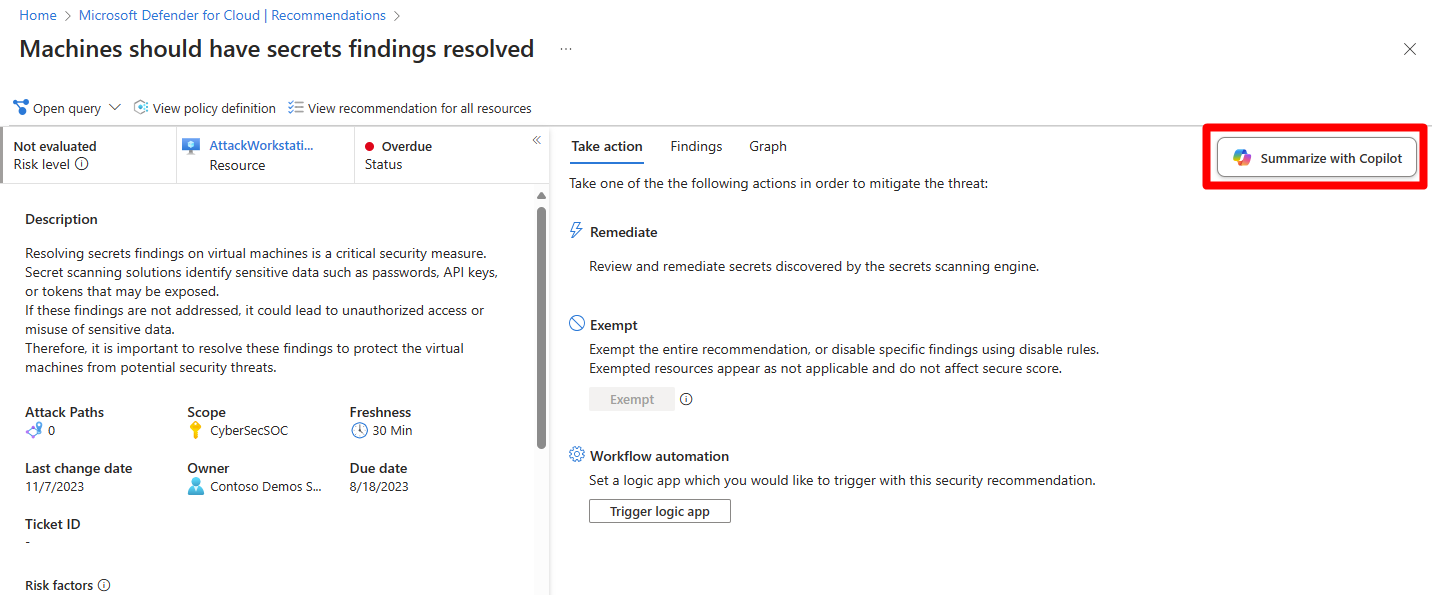 Home > Microsoft Defender for Cloud | Recommendations >
Machines should have secrets findings resolved ...
Open query View policy definition View recommendation for all resources
Not evaluated
Risk level
AttackWorkstati...
Resource
Overdue
Status
Description
Resolving secrets findings on virtual machines is a critical security measure.
Secret scanning solutions identify sensitive data such as passwords, API keys,
or tokens that may be exposed.
If these findings are not addressed, it could lead to unauthorized access or
misuse of sensitive data.
Therefore, it is important to resolve these findings to protect the virtual
machines from potential security threats.
Attack Paths Scope Freshness
0 CyberSecSOC 30 Min
Last change date Owner Due date
11/7/2023 Contoso Demos S... 8/18/2023
Ticket ID
-
Risk factors
Take action Findings Graph
Summarize with Copilot
Take one of the the following actions in order to mitigate the threat:
Remediate
Review and remediate secrets discovered by the secrets scanning engine.
Exempt
Exempt the entire recommendation, or disable specific findings using disable rules.
Exempted resources appear as not applicable and do not affect secure score.
Exempt
Workflow automation
Set a logic app which you would like to trigger with this security recommendation.
Trigger logic app